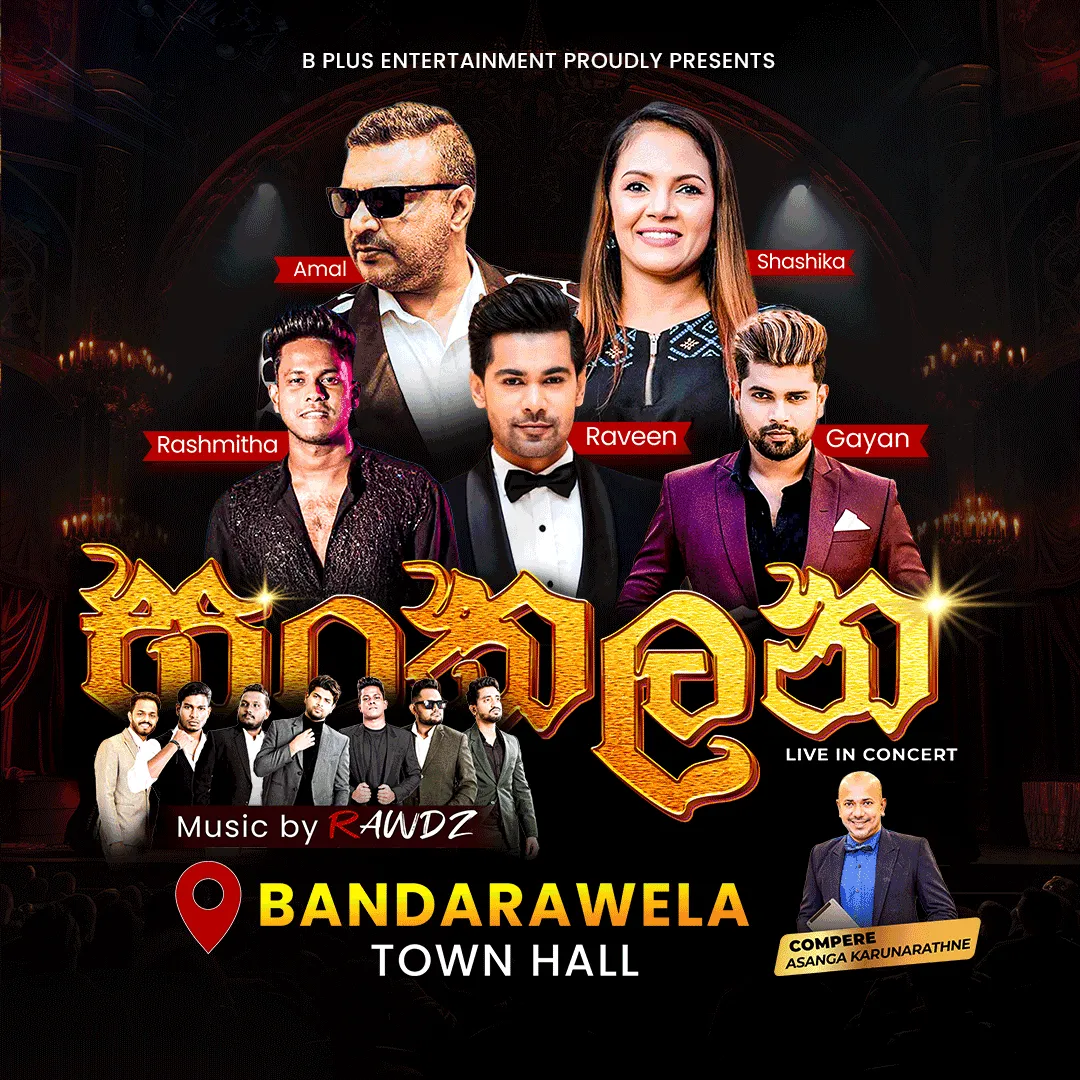 B PLUS ENTERTAINMENT PROUDLY PRESENTS
Amal
Shashika
Rashmitha
Raveen
Gayan
සංකලන
LIVE IN CONCERT
Music by RAWDZ
BANDARAWELA
TOWN HALL
COMPERE
ASANGA KARUNARATHNE